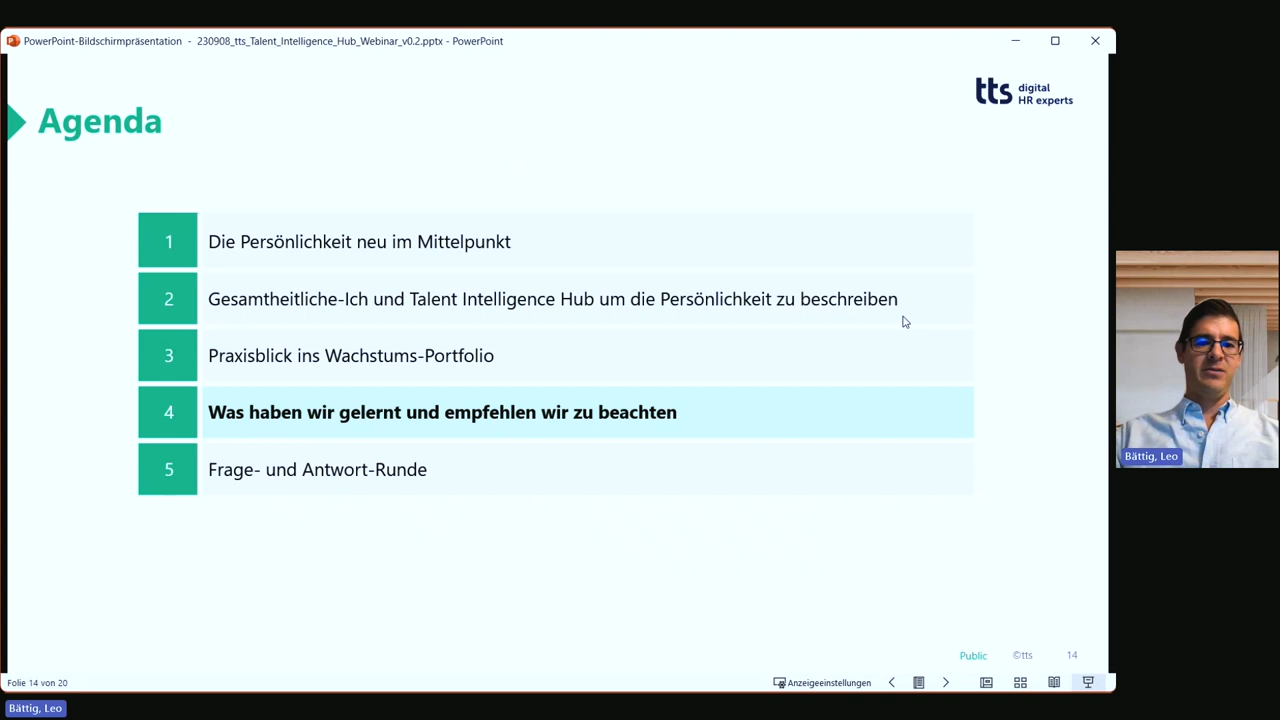 PowerPoint-Bildschirmpräsentation - 230908_tts_Talent_Intelligence_Hub_Webinar_v0.2.pptx - PowerPoint
tts digital
HR experts
Agenda
1 Die Persönlichkeit neu im Mittelpunkt
2 Gesamtheitliche-Ich und Talent Intelligence Hub um die Persönlichkeit zu beschreiben
3 Praxisblick ins Wachstums-Portfolio
4 Was haben wir gelernt und empfehlen wir zu beachten
5 Frage- und Antwort-Runde
Bättig, Leo
Public ©tts 14
Folie 14 von 20 Anzeigeeinstellungen
Bättig, Leo